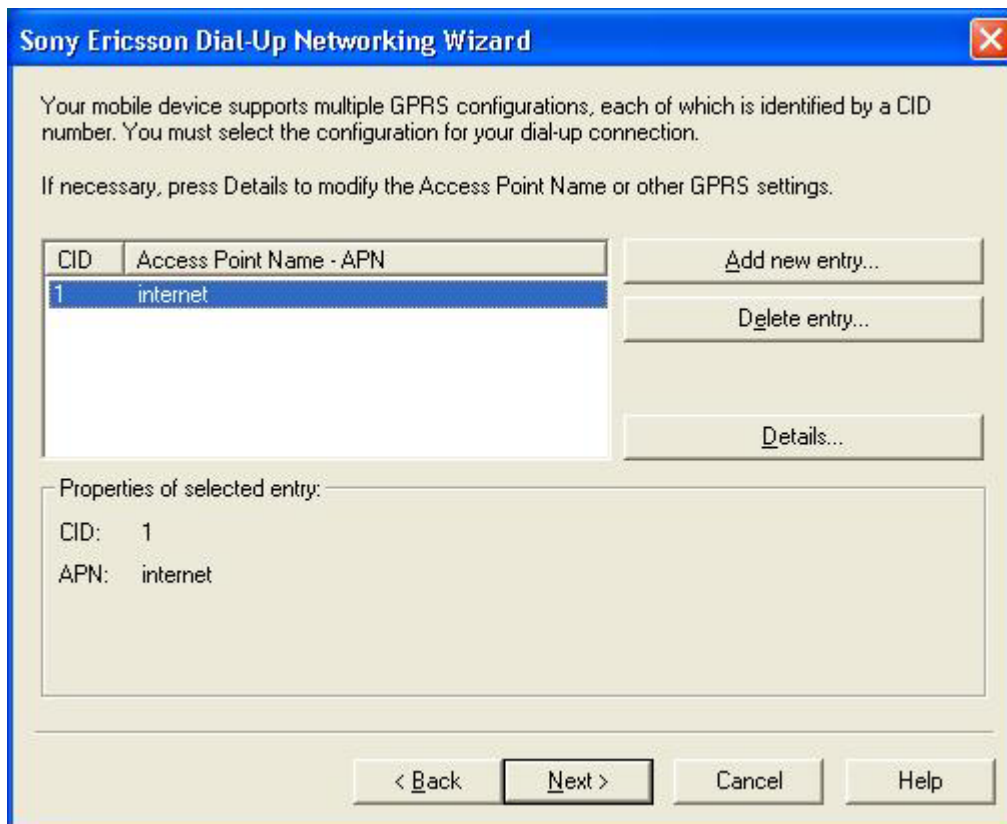 Sony Ericsson Dial-Up Networking Wizard
Your mobile device supports multiple GPRS configurations, each of which is identified by a CID
number. You must select the configuration for your dial-up connection.
If necessary, press Details to modify the Access Point Name or other GPRS settings.
CID Access Point Name - APN
1 internet
Add new entry...
Delete entry...
Details...
Properties of selected entry:
CID: 1
APN: internet
< Back Next > Cancel Help